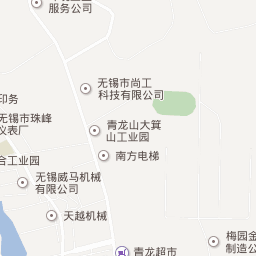 服务公司
无锡市尚工
科技有限公司
印务
无锡市珠峰
仪表厂
青龙山大箕
山工业园
南方电梯
合工业园
无锡威马机械
有限公司
天越机械
青龙超市
梅园金
制造公